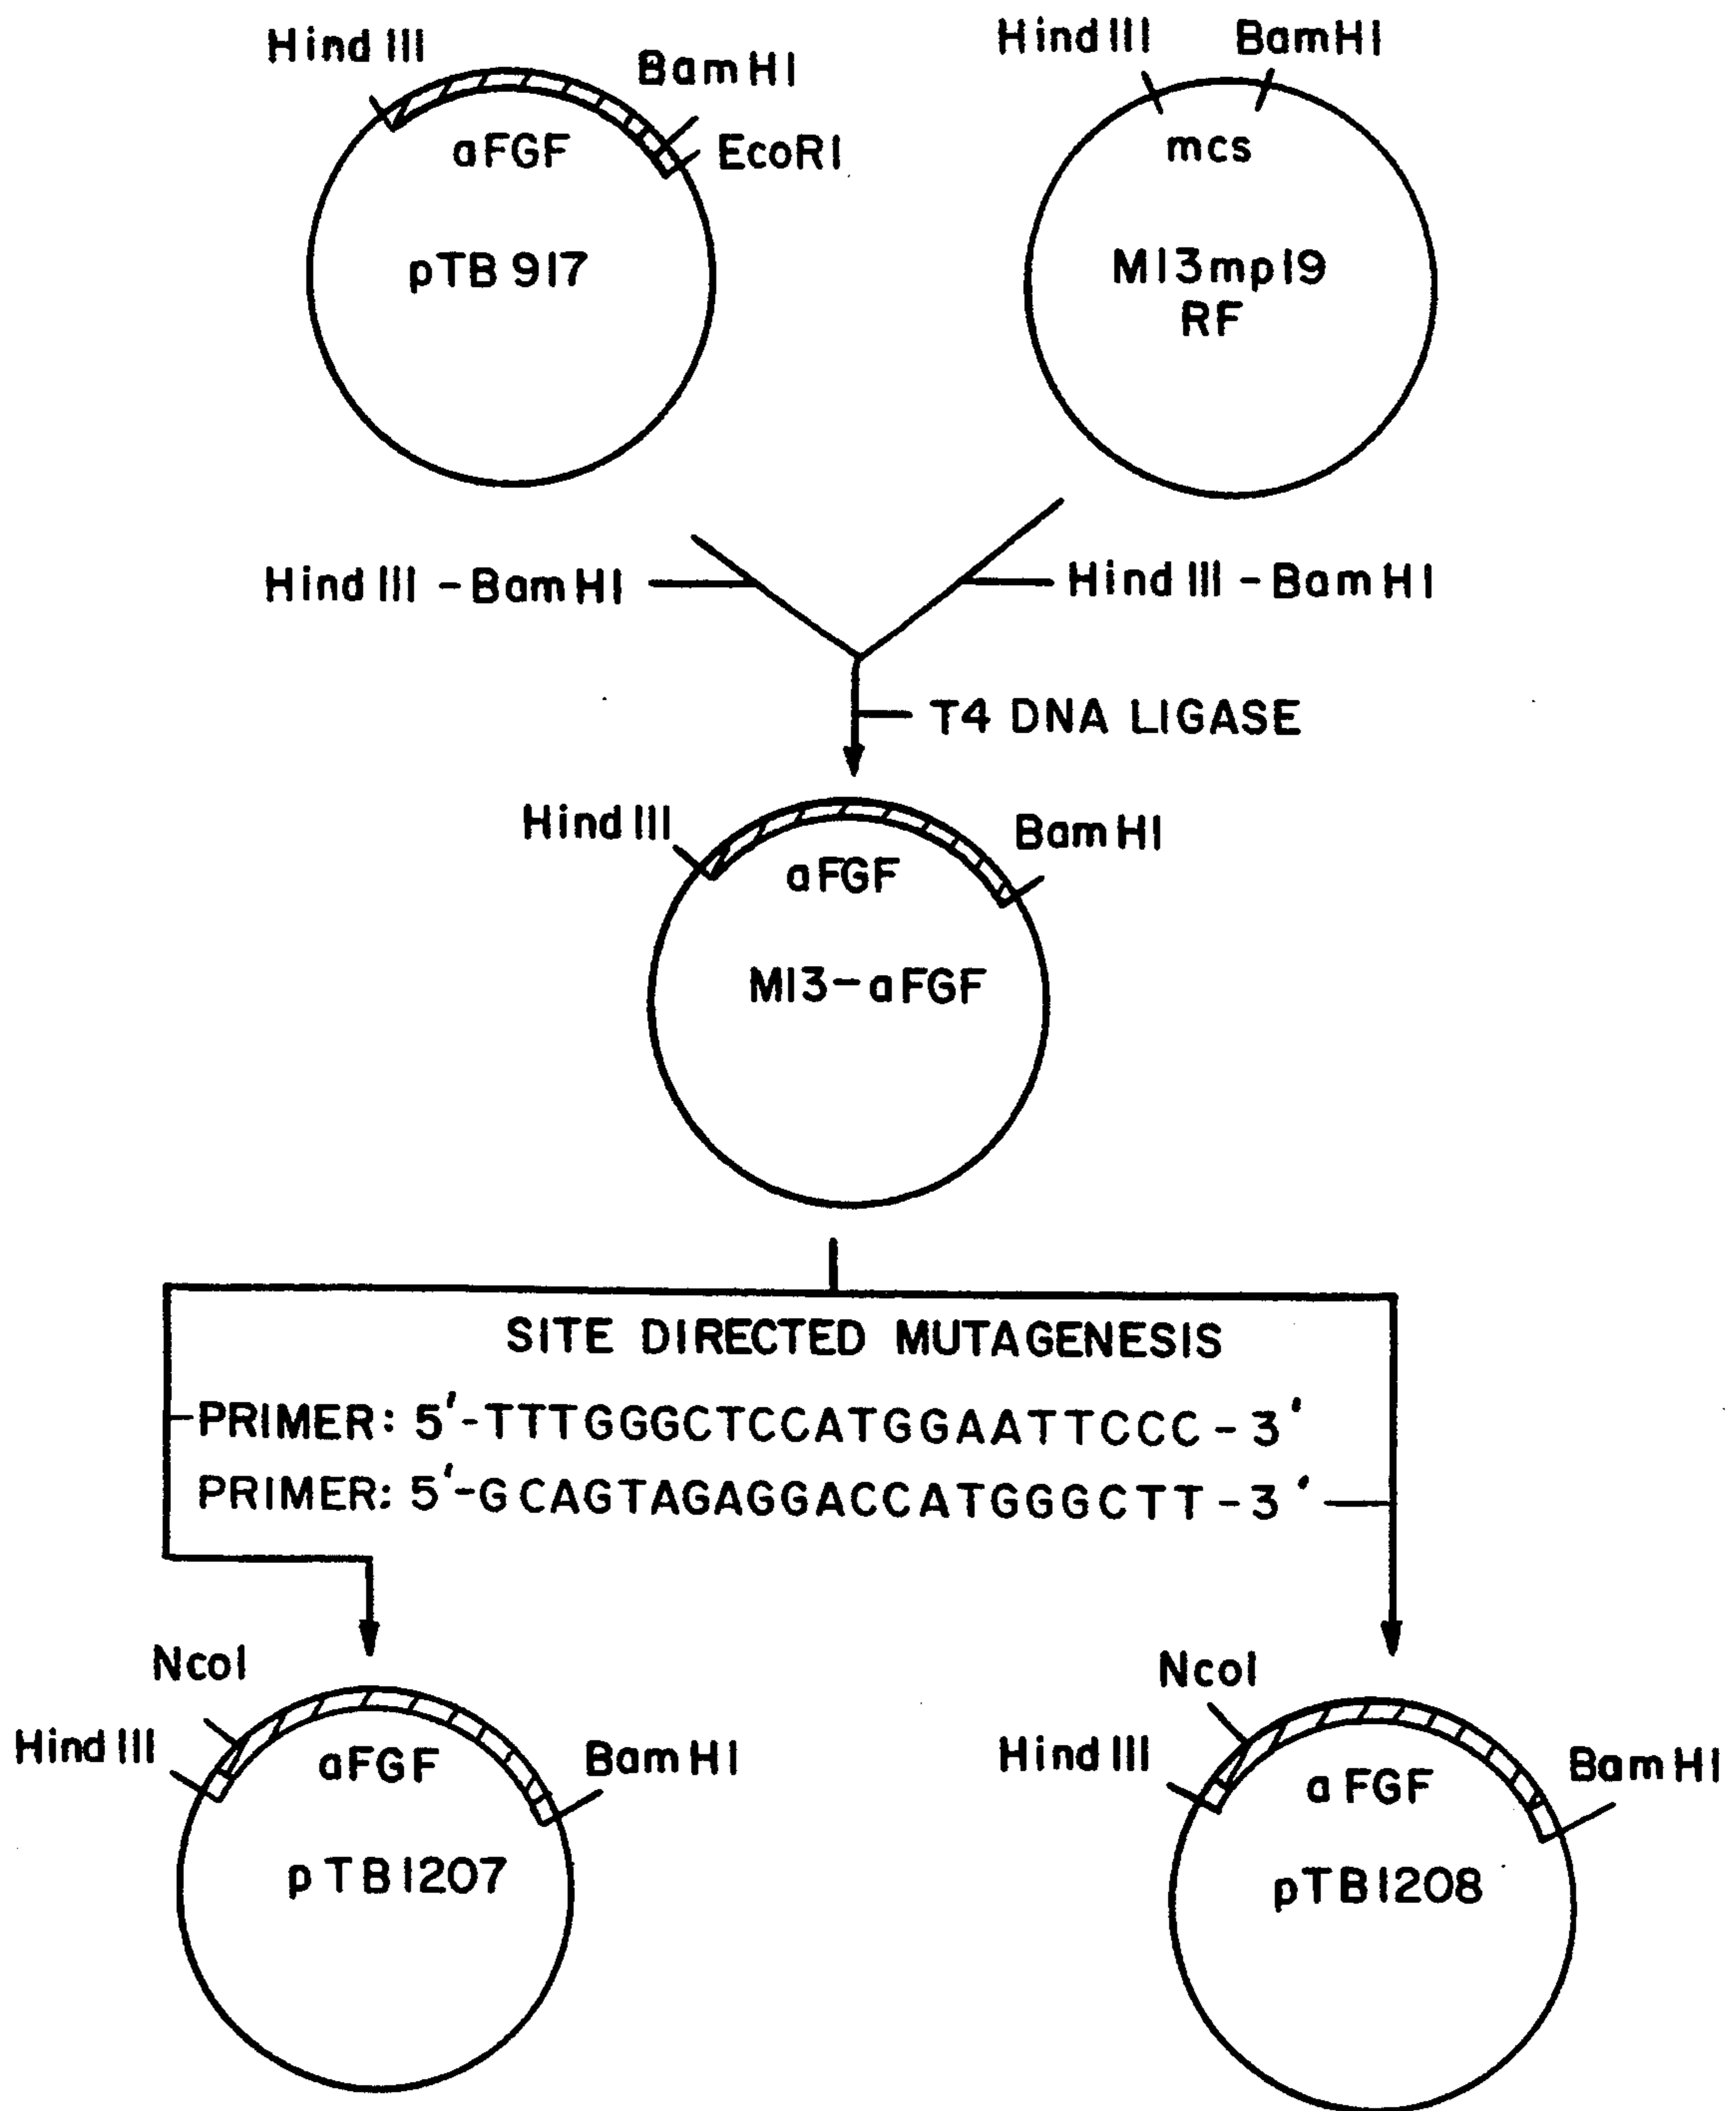 Hind III
BamHI
EcoRI
aFGF
pTB 917
HindIII
BamHI
mcs
M13mp19
RF
Hind III - BamHI
Hind III - BamHI
T4 DNA LIGASE
Hind III
BamHI
aFGF
M13-aFGF
SITE DIRECTED MUTAGENESIS
PRIMER: 5'-TTTGGGCTCCATGGAATTCCC-3'
PRIMER: 5'-GCAGTAGAGGACCATGGGCTT-3'
NcoI
Hind III
BamHI
aFGF
pTB1207
NcoI
Hind III
BamHI
aFGF
pTB1208